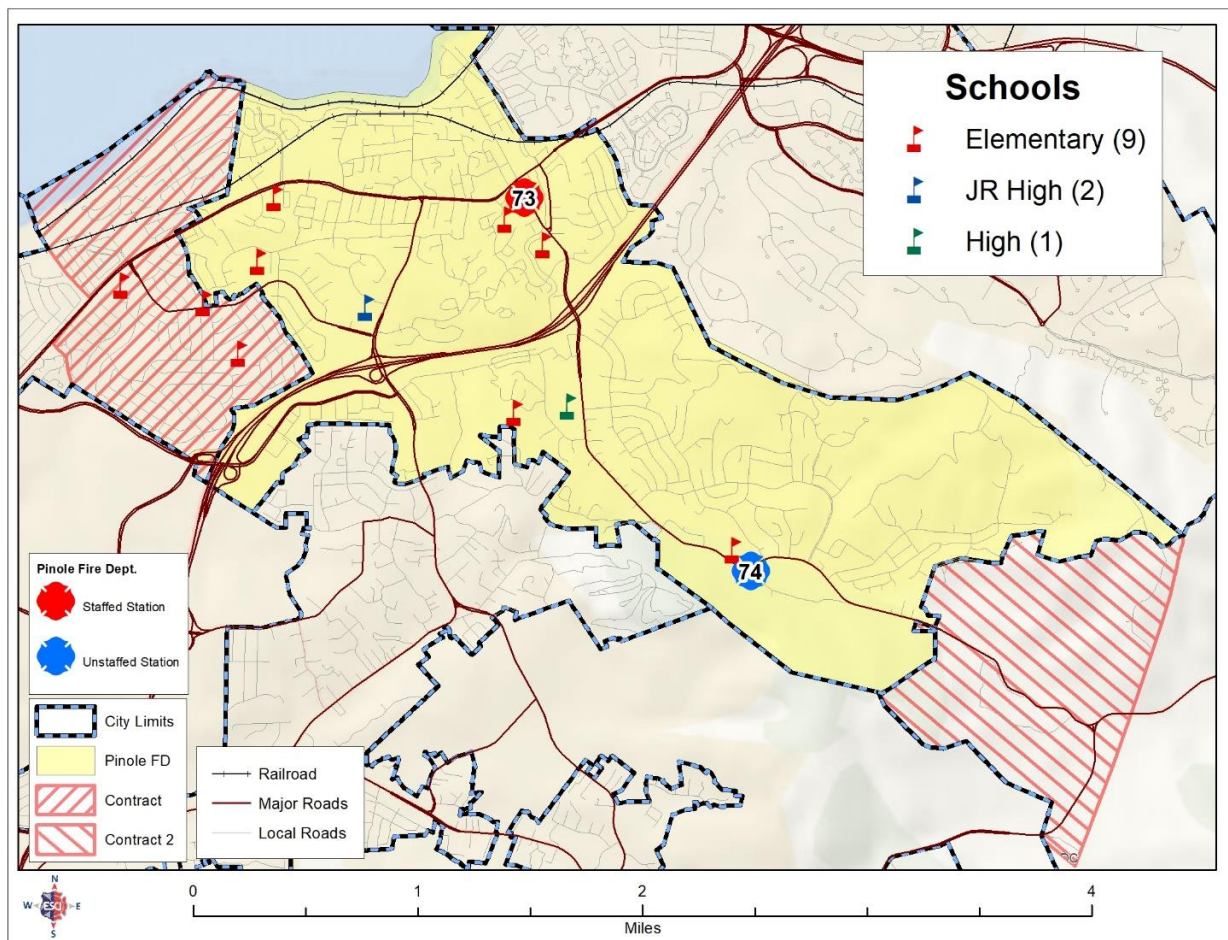 Schools
Elementary (9)
JR High (2)
High (1)
73
74
Pinole Fire Dept.
Staffed Station
Unstaffed Station
City Limits
Pinole FD
Contract
Contract 2
Railroad
Major Roads
Local Roads
N
W ESCI E
S
0 1 2 4
Miles